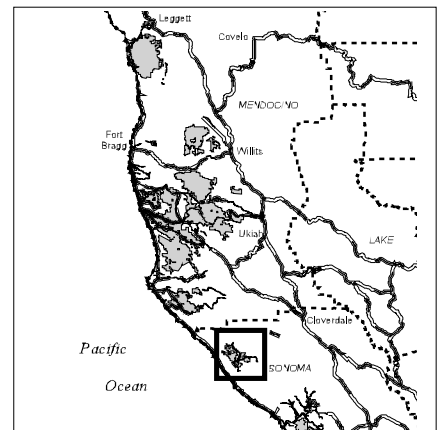 Leggett
Covelo
MENDOCINO
Fort
Bragg
Willits
Ukiah
LAKE
Cloverdale
Pacific
Ocean
SONOMA